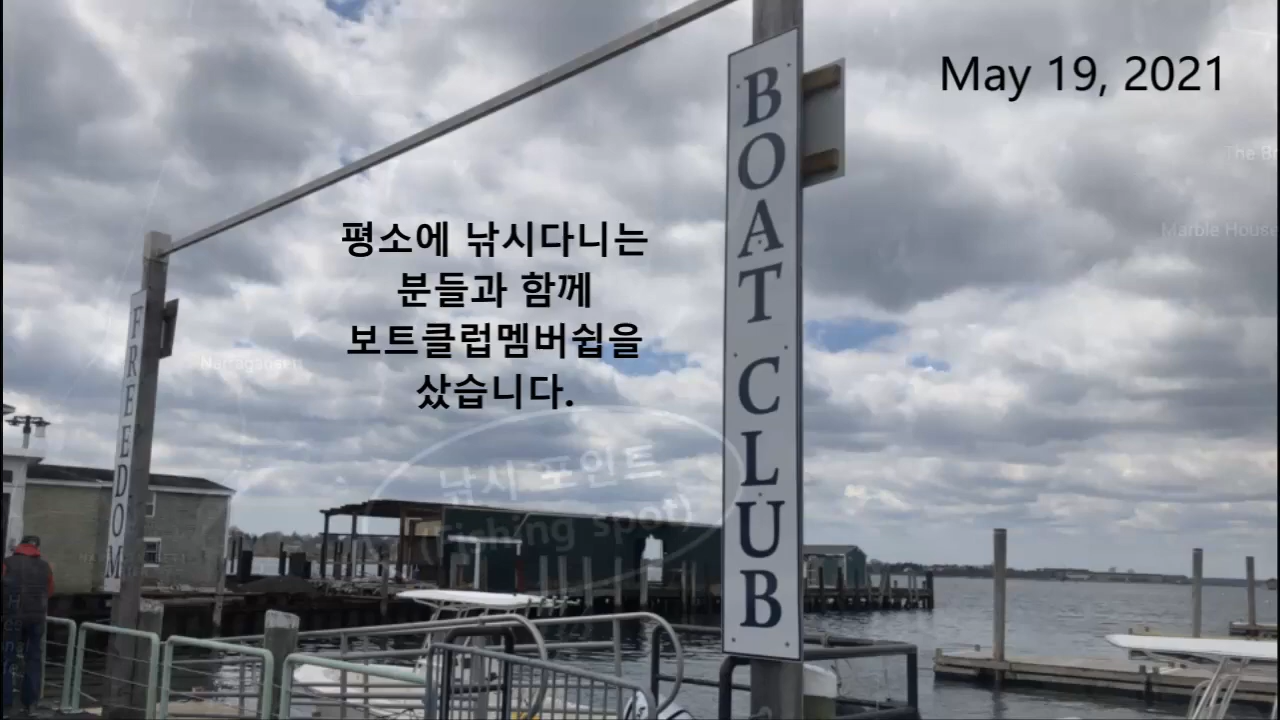 May 19, 2021
BOAT CLUB
FREEDOM
평소에 낚시다니는
분들과 함께
보트클럽멤버쉽을
샀습니다.
낚시 포인트
(Fishing spot)
Marble House
The
Narragansett